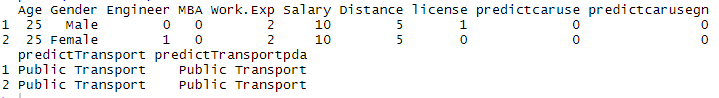 Age Gender Engineer MBA Work.Exp Salary Distance license predictcaruse predictcarusegn
1 25 Male 0 0 2 10 5 1 0 0
2 25 Female 1 0 2 10 5 0 0 0
predictTransport predictTransportpda
1 Public Transport Public Transport
2 Public Transport Public Transport